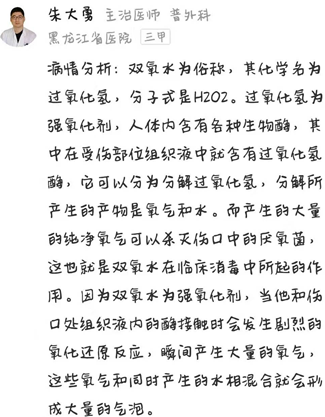 朱大勇 主治医师 普外科
黑龙江省医院 三甲
病情分析：双氧水为俗称，其化学名为
过氧化氢，分子式是H2O2。过氧化氢为
强氧化剂，人体内含有各种生物酶，其
中在受伤部位组织液中就含有过氧化氢
酶，它可以分为分解过氧化氢，分解所
产生的产物是氧气和水。而产生的大量
的纯净氧气可以杀灭伤口中的厌氧菌，
这也就是双氧水在临床消毒中所起的作
用。因为双氧水为强氧化剂，当他和伤
口处组织液内的酶接触时会发生剧烈的
氧化还原反应，瞬间产生大量的氧气，
这些氧气和同时产生的水相混合就会形
成大量的气泡。